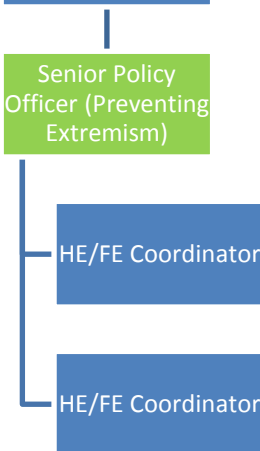 Senior Policy
Officer (Preventing
Extremism)
HE/FE Coordinator
HE/FE Coordinator